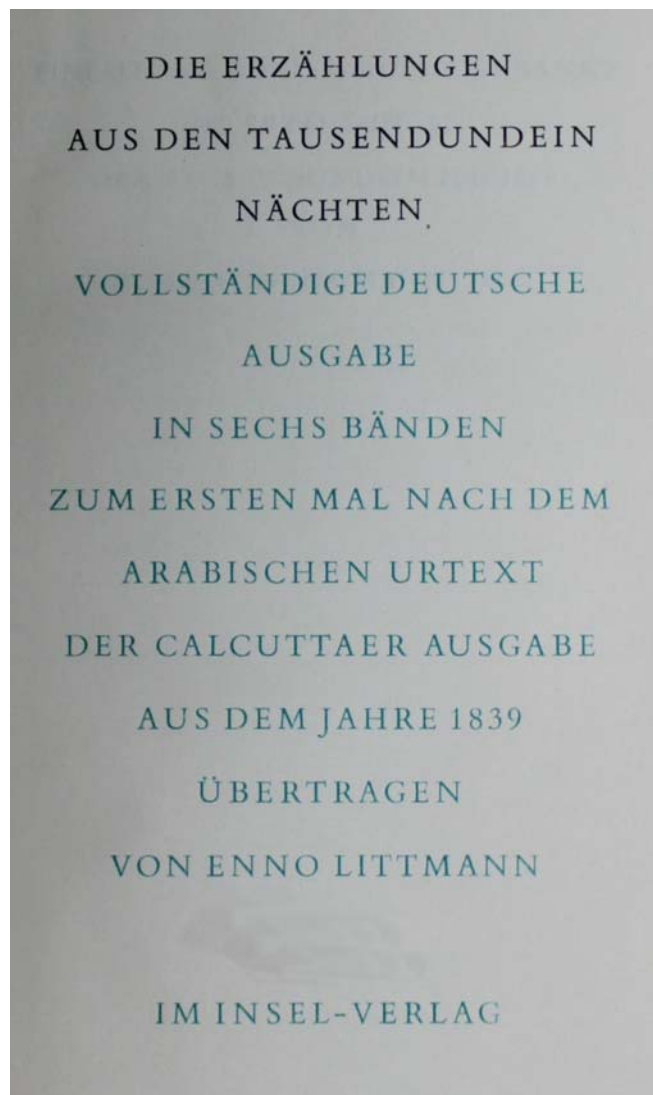 DIE ERZÄHLUNGEN
AUS DEN TAUSENDUNDEIN
NÄCHTEN
VOLLSTÄNDIGE DEUTSCHE
AUSGABE
IN SECHS BÄNDEN
ZUM ERSTEN MAL NACH DEM
ARABISCHEN URTEXT
DER CALCUTTAER AUSGABE
AUS DEM JAHRE 1839
ÜBERTRAGEN
VON ENNO LITTMANN
IM INSEL-VERLAG